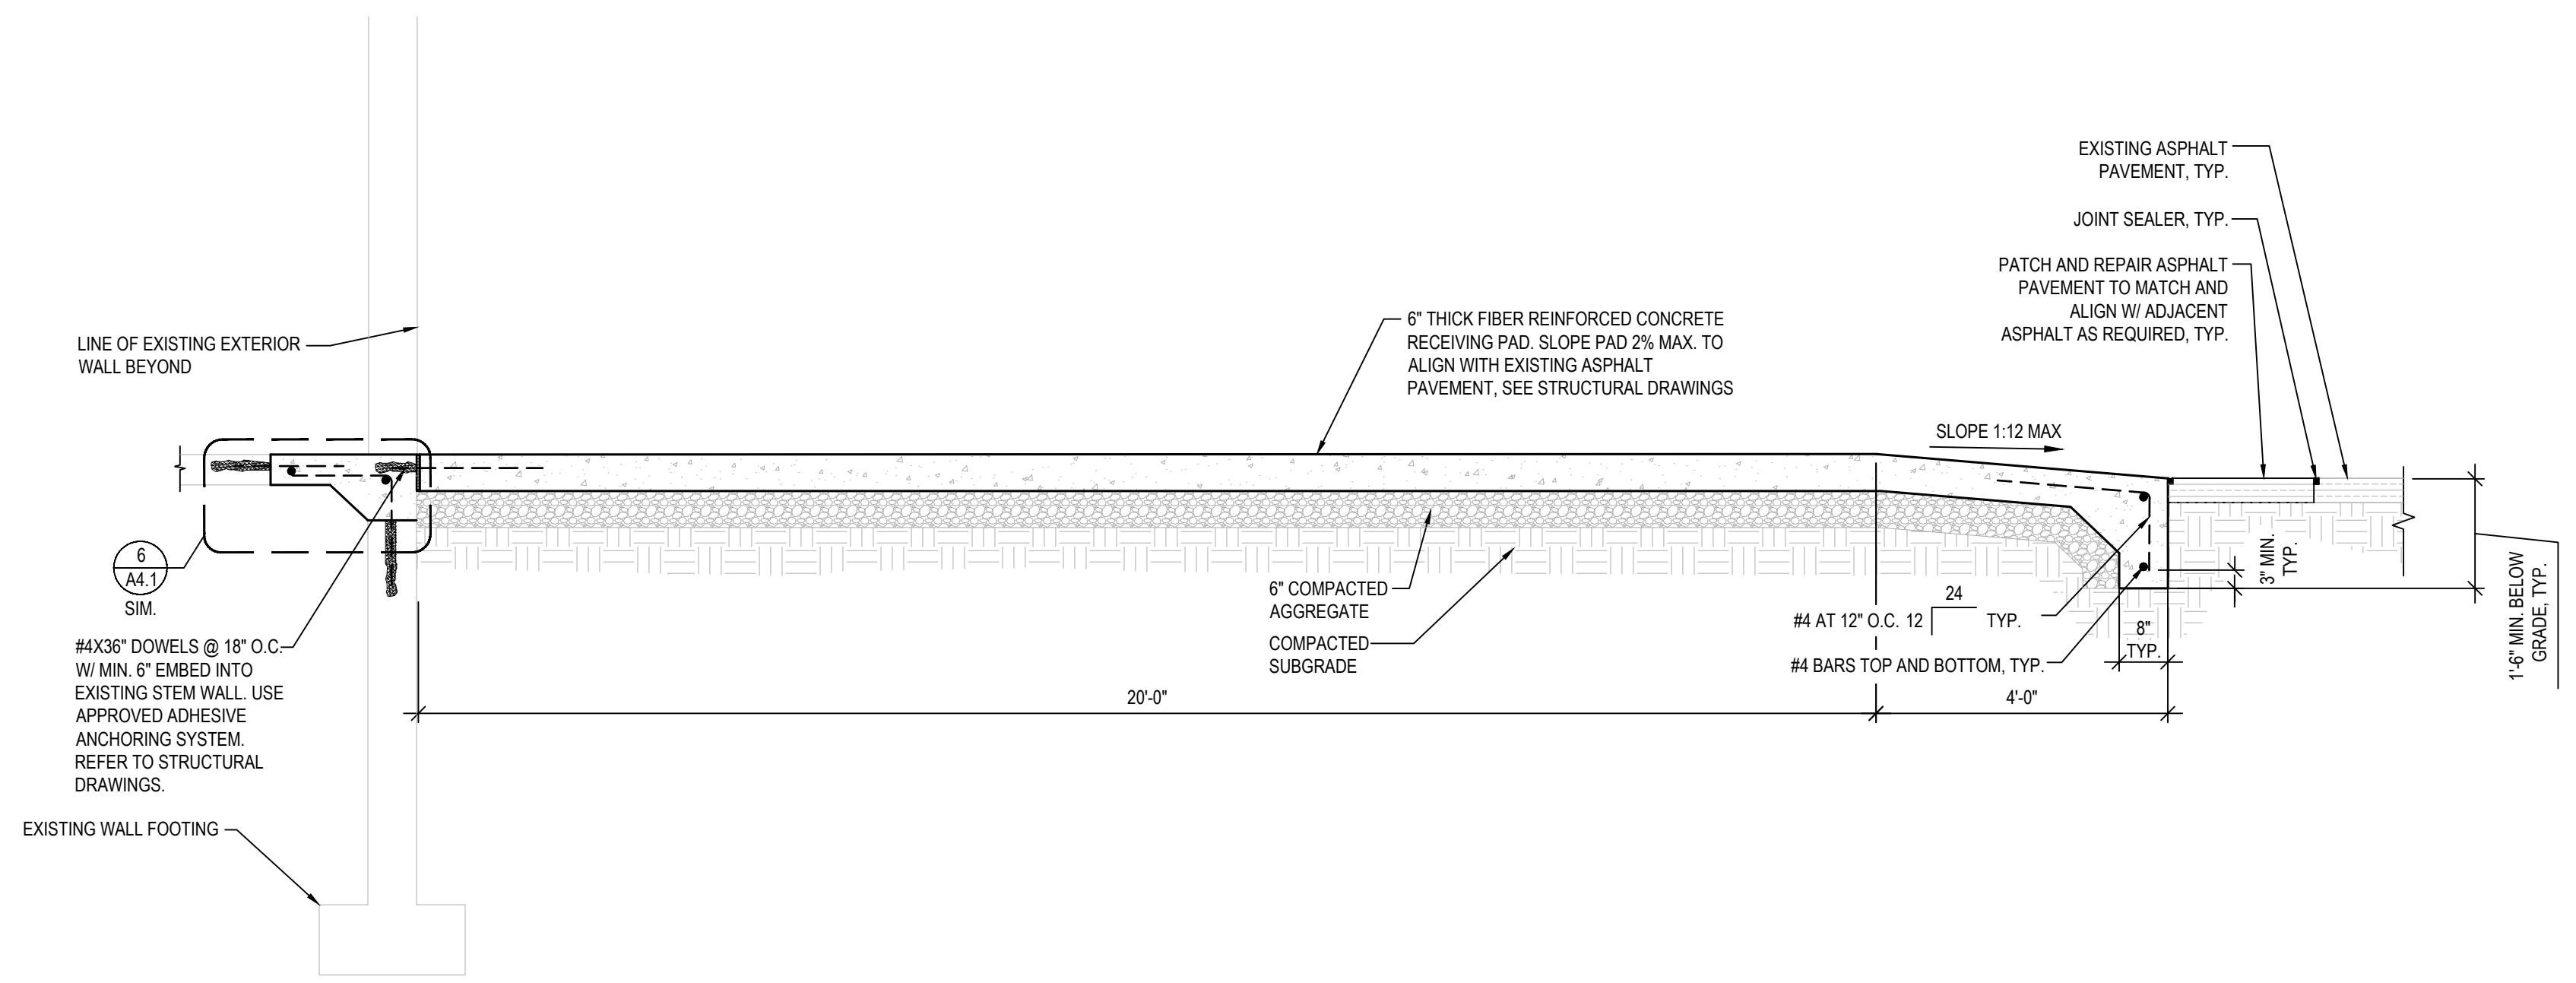 EXISTING ASPHALT
PAVEMENT, TYP.
JOINT SEALER, TYP.
PATCH AND REPAIR ASPHALT
PAVEMENT TO MATCH AND
ALIGN W/ ADJACENT
ASPHALT AS REQUIRED, TYP.
6" THICK FIBER REINFORCED CONCRETE
RECEIVING PAD. SLOPE PAD 2% MAX. TO
ALIGN WITH EXISTING ASPHALT
PAVEMENT, SEE STRUCTURAL DRAWINGS
LINE OF EXISTING EXTERIOR
WALL BEYOND
SLOPE 1:12 MAX
6
A4.1
SIM.
#4X36" DOWELS @ 18" O.C.
W/ MIN. 6" EMBED INTO
EXISTING STEM WALL. USE
APPROVED ADHESIVE
ANCHORING SYSTEM.
REFER TO STRUCTURAL
DRAWINGS.
EXISTING WALL FOOTING
6" COMPACTED
AGGREGATE
COMPACTED
SUBGRADE
24
#4 AT 12" O.C. 12 TYP.
#4 BARS TOP AND BOTTOM, TYP.
8"
TYP.
3" MIN.
TYP.
1'-6" MIN. BELOW
GRADE, TYP.
20'-0"
4'-0"